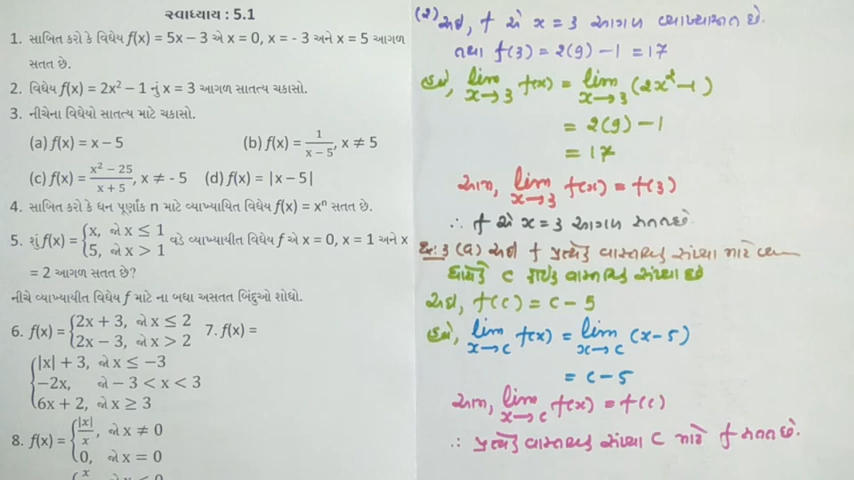 સ્વાધ્યાય : 5.1
1. સાબિત કરો કે વિધેય f(x) = 5x – 3 એ x = 0, x = - 3 અને x = 5 આગળ
સતત છે.
2. વિધેય f(x) = 2x² – 1 નું x = 3 આગળ સાતત્ય ચકાસો.
3. નીચેના વિધેયો સાતત્ય માટે ચકાસો.
(a) f(x) = x – 5 (b) f(x) = 1/(x – 5), x ≠ 5
(c) f(x) = (x² – 25)/(x + 5), x ≠ - 5 (d) f(x) = |x – 5|
4. સાબિત કરો કે ધન પૂર્ણાંક n માટે વ્યાખ્યાયિત વિધેય f(x) = xⁿ સતત છે.
5. શું f(x) = {x, જો x ≤ 1
5, જો x > 1 વડે વ્યાખ્યાયીત વિધેય f એ x = 0, x = 1 અને x
= 2 આગળ સતત છે?
નીચે વ્યાખ્યાયીત વિધેય f માટે ના બધા અસતત બિંદુઓ શોધો.
6. f(x) = {2x + 3, જો x ≤ 2
2x – 3, જો x > 2 7. f(x) =
{|x| + 3, જો x ≤ –3
–2x, જો – 3 < x < 3
6x + 2, જો x ≥ 3
8. f(x) = {|x|/x, જો x ≠ 0
0, જો x = 0
(2) અહીં, f એ x = 3 આગળ વ્યાખ્યાયિત છે.
તથા f(3) = 2(9) – 1 = 17
હવે, lim x→3 f(x) = lim x→3 (2x² – 1)
= 2(9) – 1
= 17
આમ, lim x→3 f(x) = f(3)
∴ f એ x = 3 આગળ સતત છે.
3 (a) અહીં f પ્રત્યેક વાસ્તવિક સંખ્યા માટે
ધારોકે c કોઈક વાસ્તવિક સંખ્યા છે
અહીં, f(c) = c – 5
હવે, lim x→c f(x) = lim x→c (x – 5)
= c – 5
આમ, lim x→c f(x) = f(c)
∴ પ્રત્યેક વાસ્તવિક સંખ્યા c માટે f સતત છે.